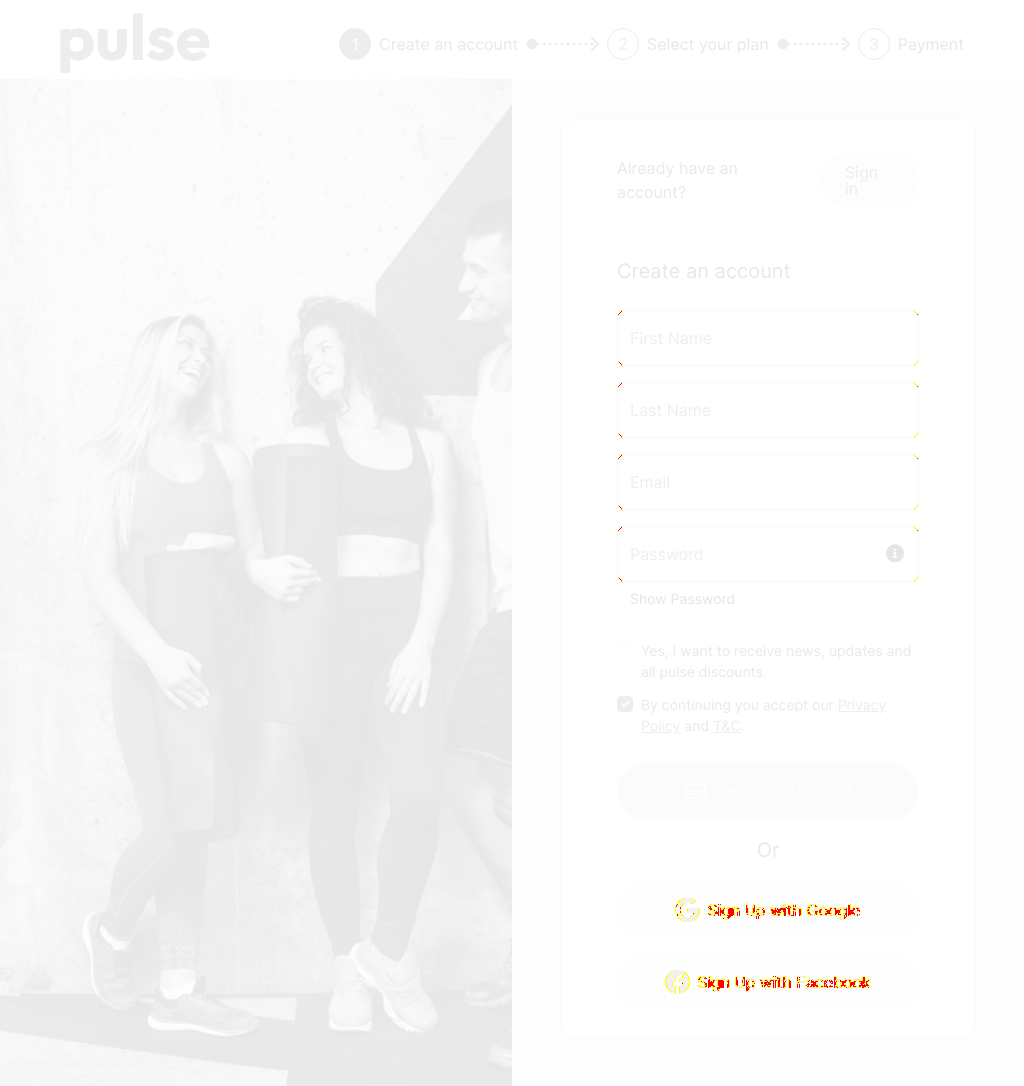 pulse
1 Create an account 2 Select your plan 3 Payment
Already have an
account?
Sign
in
Create an account
First Name
Last Name
Email
Password
Show Password
Yes, I want to receive news, updates and
all pulse discounts.
By continuing you accept our Privacy
Policy and T&C.
Sign up with email
Or
Sign Up with Google
Sign Up with Facebook